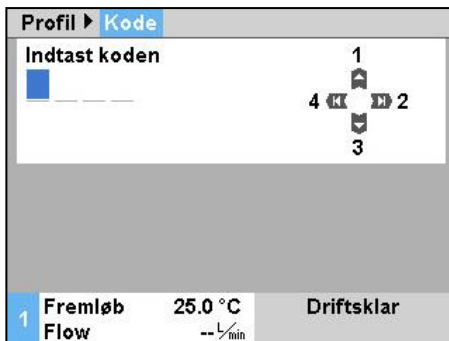 Profil ▶ Kode
Indtast koden
1
4 2
3
1
Fremløb 25.0 °C Driftsklar
Flow -- L/min